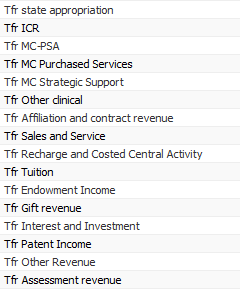 Tfr state appropriation
Tfr ICR
Tfr MC-PSA
Tfr MC Purchased Services
Tfr MC Strategic Support
Tfr Other clinical
Tfr Affiliation and contract revenue
Tfr Sales and Service
Tfr Recharge and Costed Central Activity
Tfr Tuition
Tfr Endowment Income
Tfr Gift revenue
Tfr Interest and Investment
Tfr Patent Income
Tfr Other Revenue
Tfr Assessment revenue